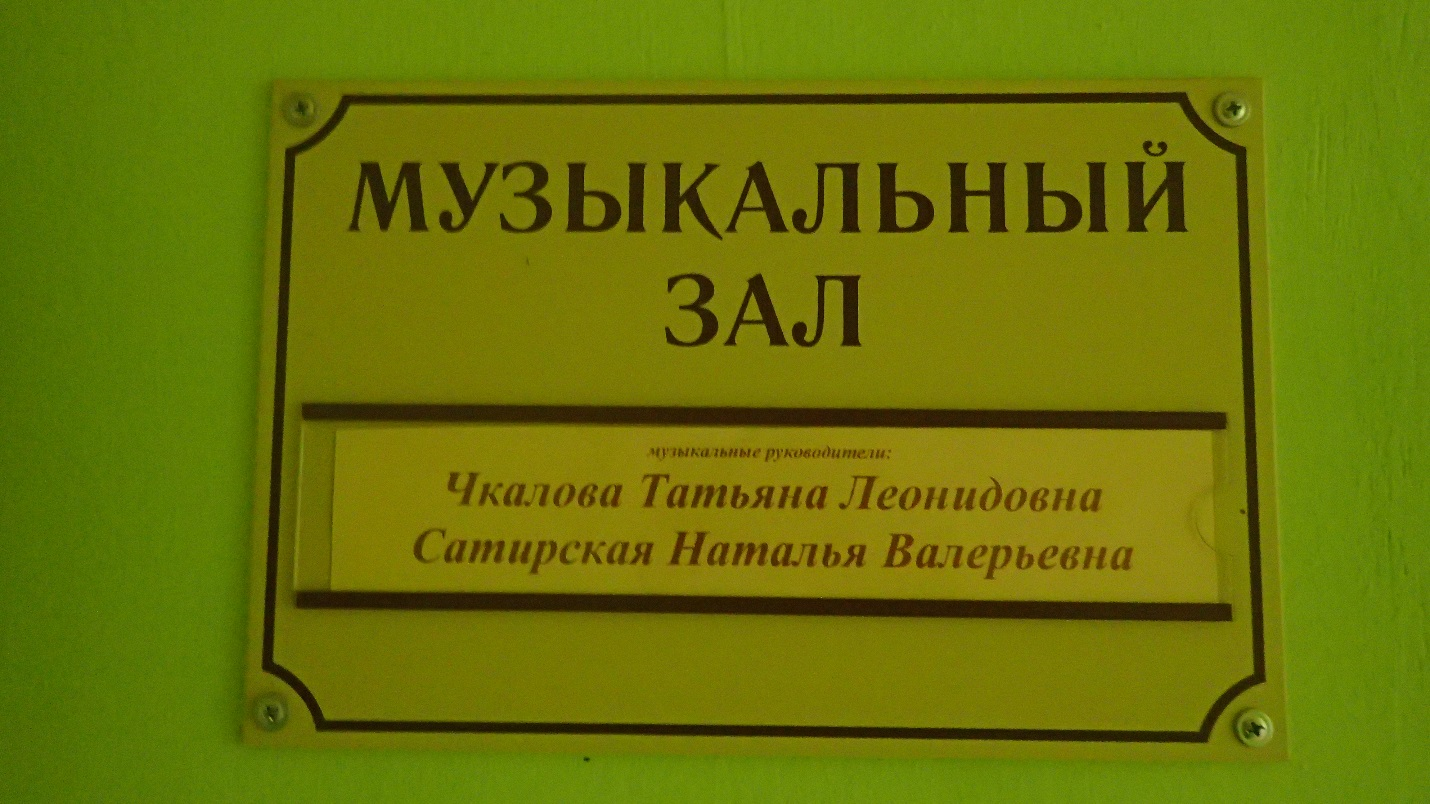 МУЗЫКАЛЬНЫЙ
ЗАЛ
музыкальные руководители:
Чкалова Татьяна Леонидовна
Сатирская Наталья Валерьевна